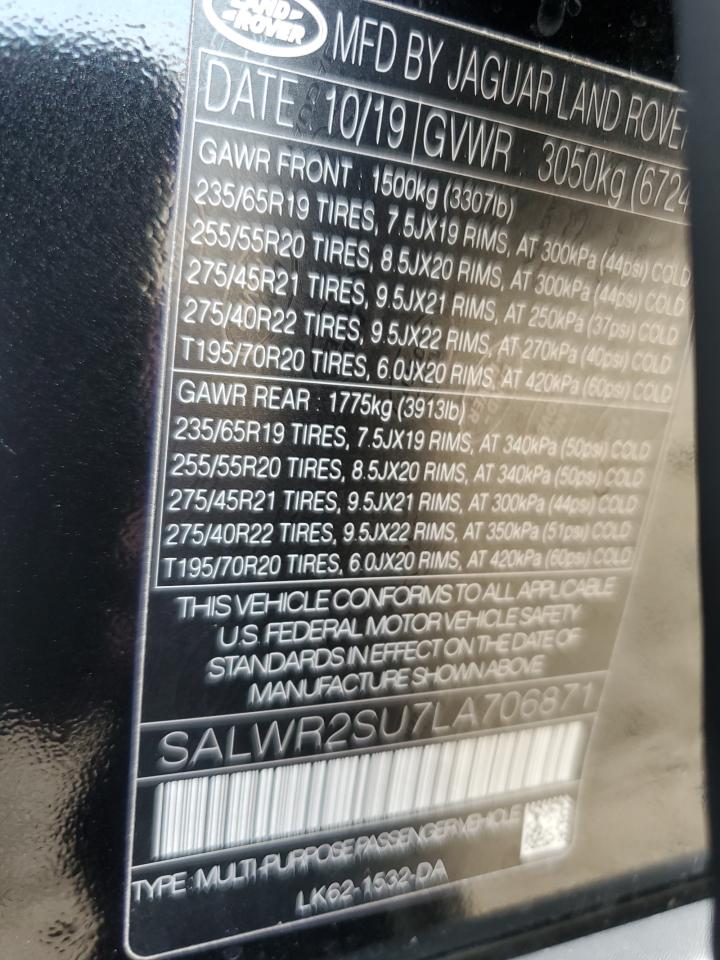 LAND ROVER
MFD BY JAGUAR LAND ROVER
DATE 10/19 GVWR : 3050kg (6724
GAWR FRONT : 1500kg (3307lb)
235/65R19 TIRES, 7.5JX19 RIMS, AT 300kPa (44psi) COLD
255/55R20 TIRES, 8.5JX20 RIMS, AT 300kPa (44psi) COLD
275/45R21 TIRES, 9.5JX21 RIMS, AT 250kPa (37psi) COLD
275/40R22 TIRES, 9.5JX22 RIMS, AT 270kPa (40psi) COLD
T195/70R20 TIRES, 6.0JX20 RIMS, AT 420kPa (60psi) COLD
GAWR REAR : 1775kg (3913lb)
235/65R19 TIRES, 7.5JX19 RIMS, AT 340kPa (50psi) COLD
255/55R20 TIRES, 8.5JX20 RIMS, AT 340kPa (50psi) COLD
275/45R21 TIRES, 9.5JX21 RIMS, AT 300kPa (44psi) COLD
275/40R22 TIRES, 9.5JX22 RIMS, AT 350kPa (51psi) COLD
T195/70R20 TIRES, 6.0JX20 RIMS, AT 420kPa (60psi) COLD
THIS VEHICLE CONFORMS TO ALL APPLICABLE
U.S. FEDERAL MOTOR VEHICLE SAFETY
STANDARDS IN EFFECT ON THE DATE OF
MANUFACTURE SHOWN ABOVE
SALWR2SU7LA706871
TYPE : MULTI-PURPOSE PASSENGER VEHICLE
LK62-1532-DA